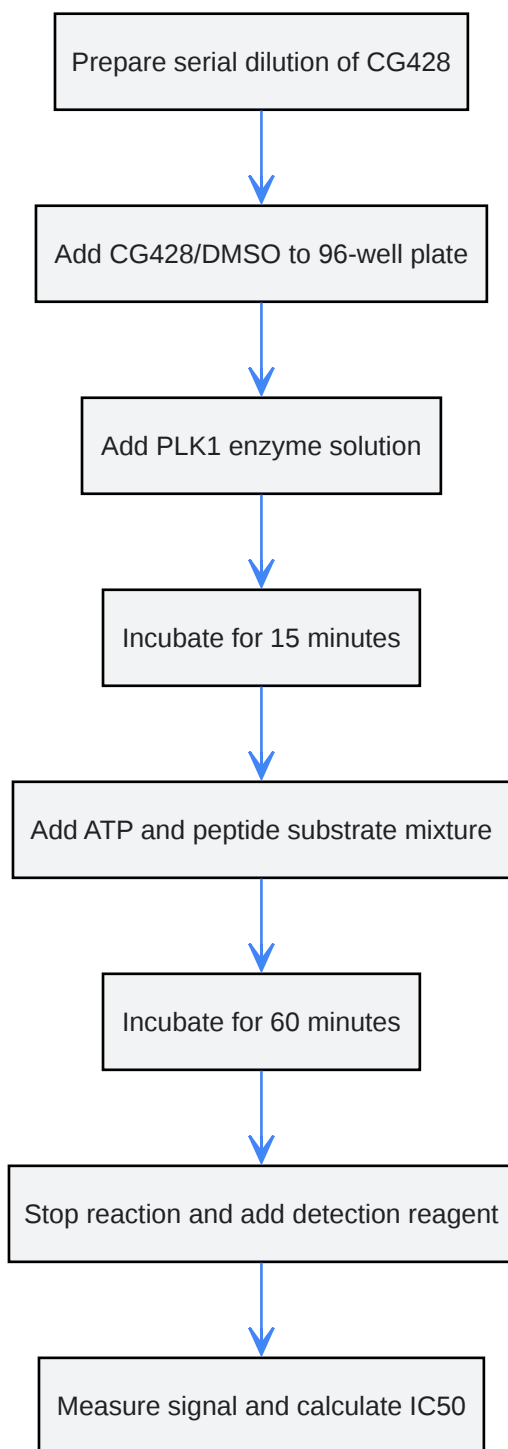 Prepare serial dilution of CG428
Add CG428/DMSO to 96-well plate
Add PLK1 enzyme solution
Incubate for 15 minutes
Add ATP and peptide substrate mixture
Incubate for 60 minutes
Stop reaction and add detection reagent
Measure signal and calculate IC50